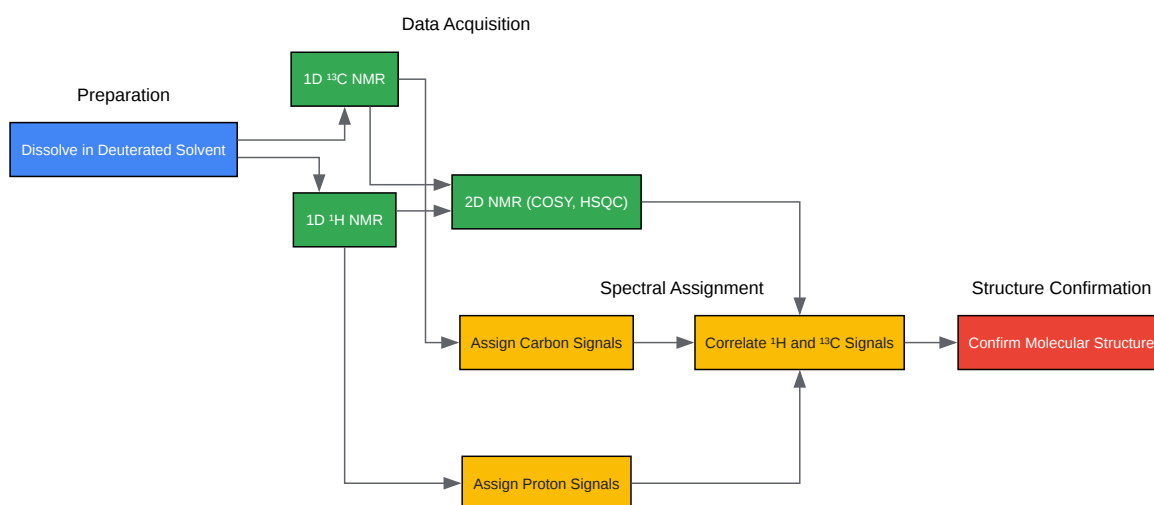 Data Acquisition
1D ¹³C NMR
Preparation
Dissolve in Deuterated Solvent
1D ¹H NMR
2D NMR (COSY, HSQC)
Spectral Assignment
Structure Confirmation
Assign Carbon Signals
Correlate ¹H and ¹³C Signals
Confirm Molecular Structure
Assign Proton Signals